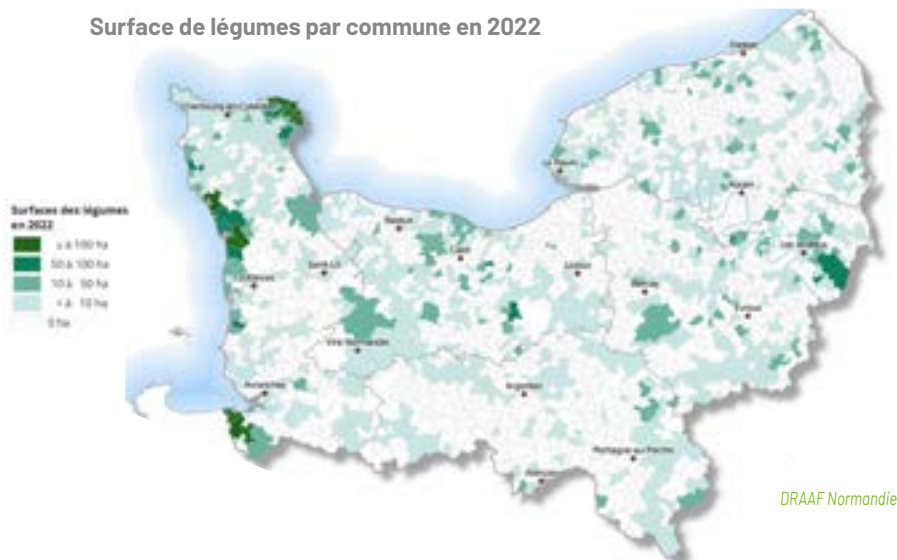 Surface de légumes par commune en 2022
Dieppe
Cherbourg-en-Cotentin
Le Havre
Rouen
Surfaces des légumes
en 2022
≥ à 100 ha
50 à 100 ha
10 à 50 ha
< à 10 ha
0 ha
Bayeux
Caen
Les Andelys
Saint-Lô
Coutances
Lisieux
Bernay
Évreux
Vire Normandie
Avranches
Argentan
Mortagne-au-Perche
Alençon
DRAAF Normandie